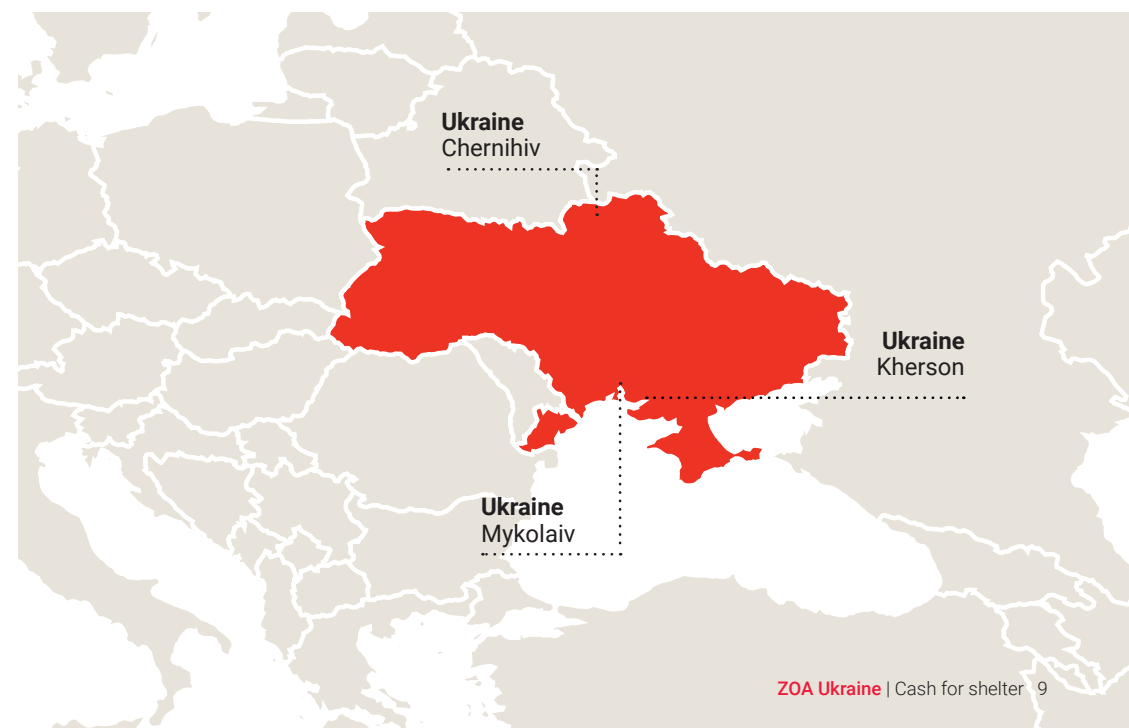 Ukraine
Chernihiv
Ukraine
Kherson
Ukraine
Mykolaiv
ZOA Ukraine | Cash for shelter 9